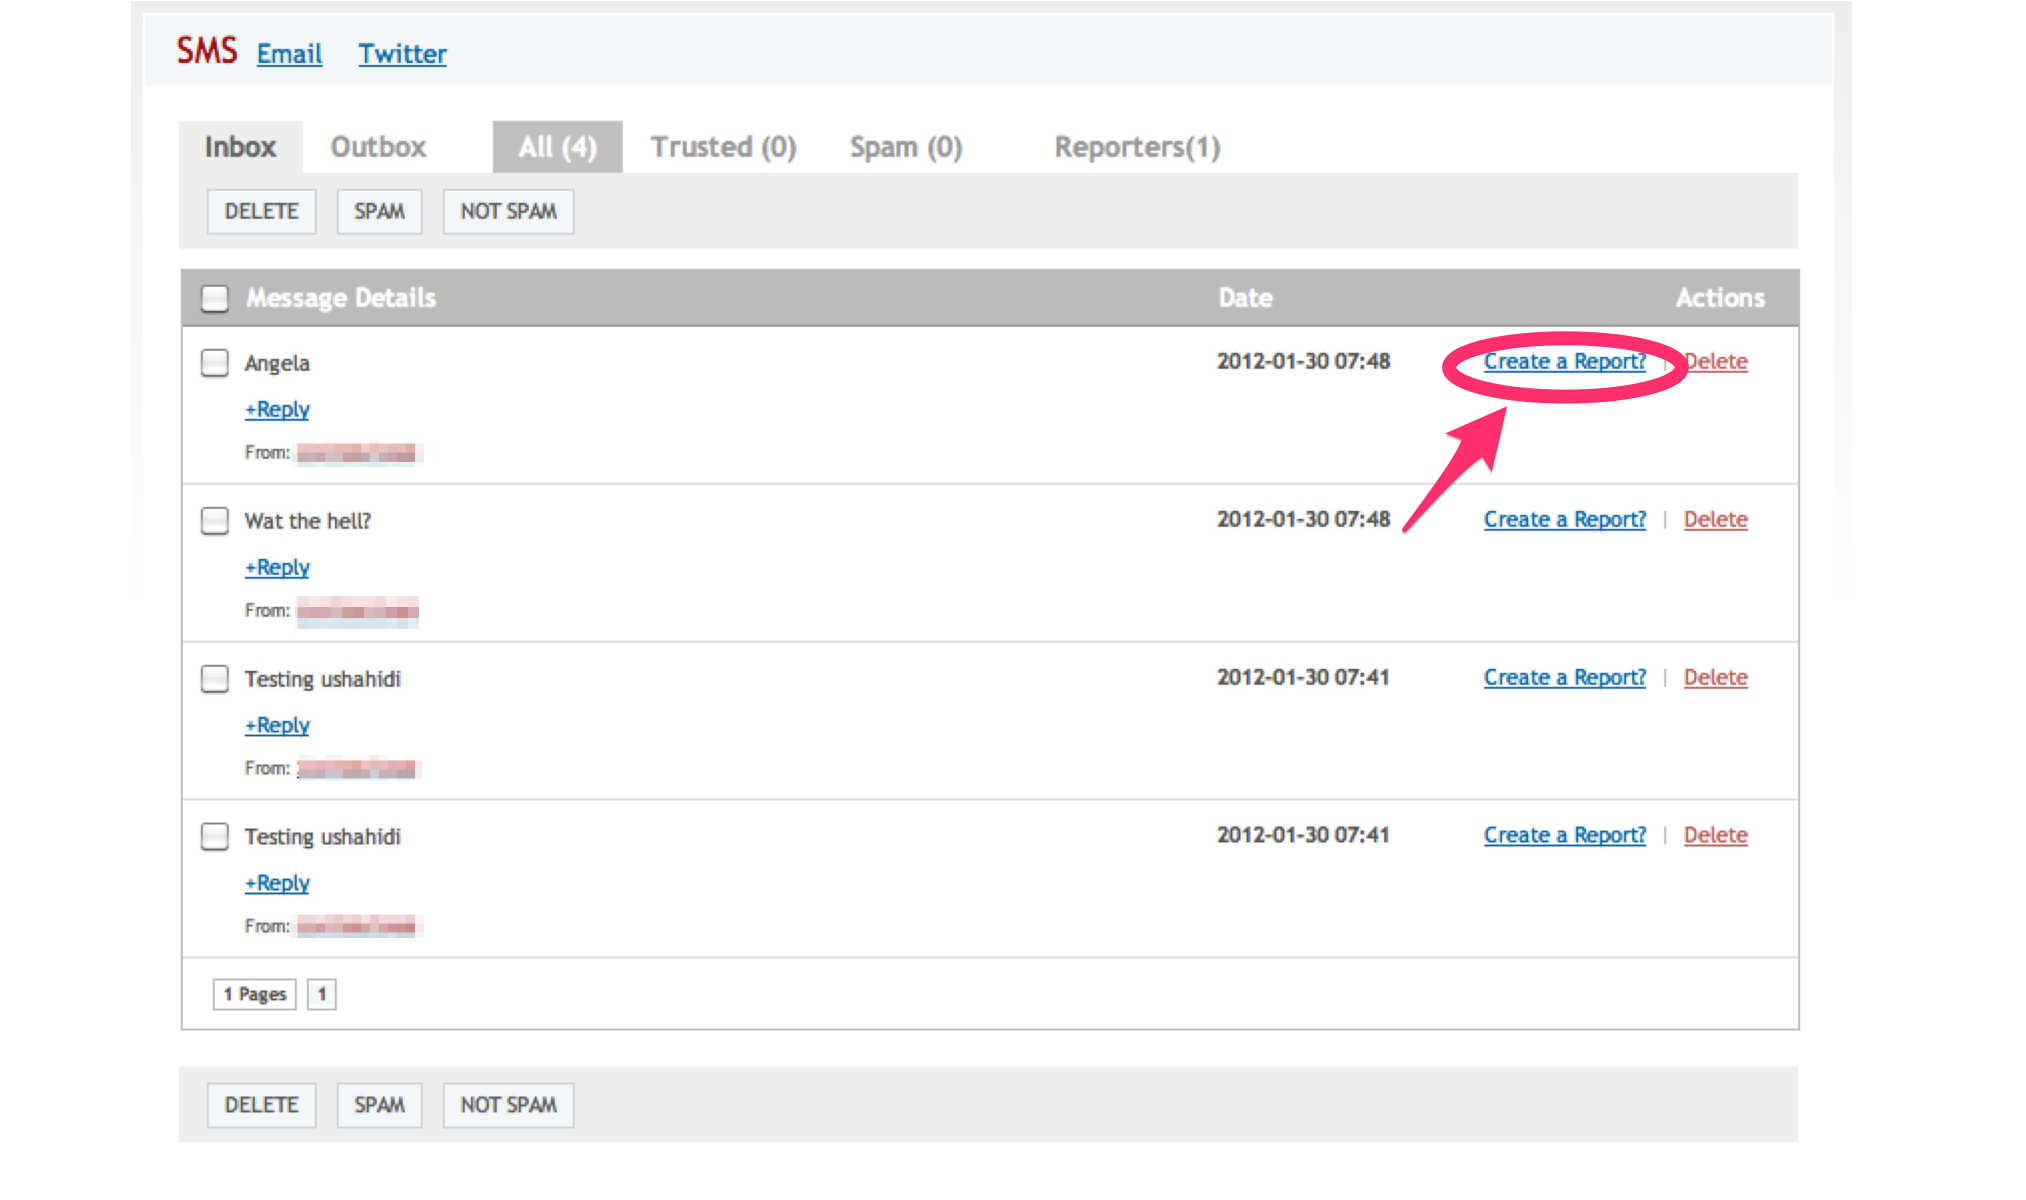 SMS Email Twitter
Inbox Outbox All (4) Trusted (0) Spam (0) Reporters(1)
DELETE SPAM NOT SPAM
Message Details Date Actions
Angela 2012-01-30 07:48 Create a Report? | Delete
+Reply
From:
Wat the hell? 2012-01-30 07:48 Create a Report? | Delete
+Reply
From:
Testing ushahidi 2012-01-30 07:41 Create a Report? | Delete
+Reply
From:
Testing ushahidi 2012-01-30 07:41 Create a Report? | Delete
+Reply
From:
1 Pages 1
DELETE SPAM NOT SPAM